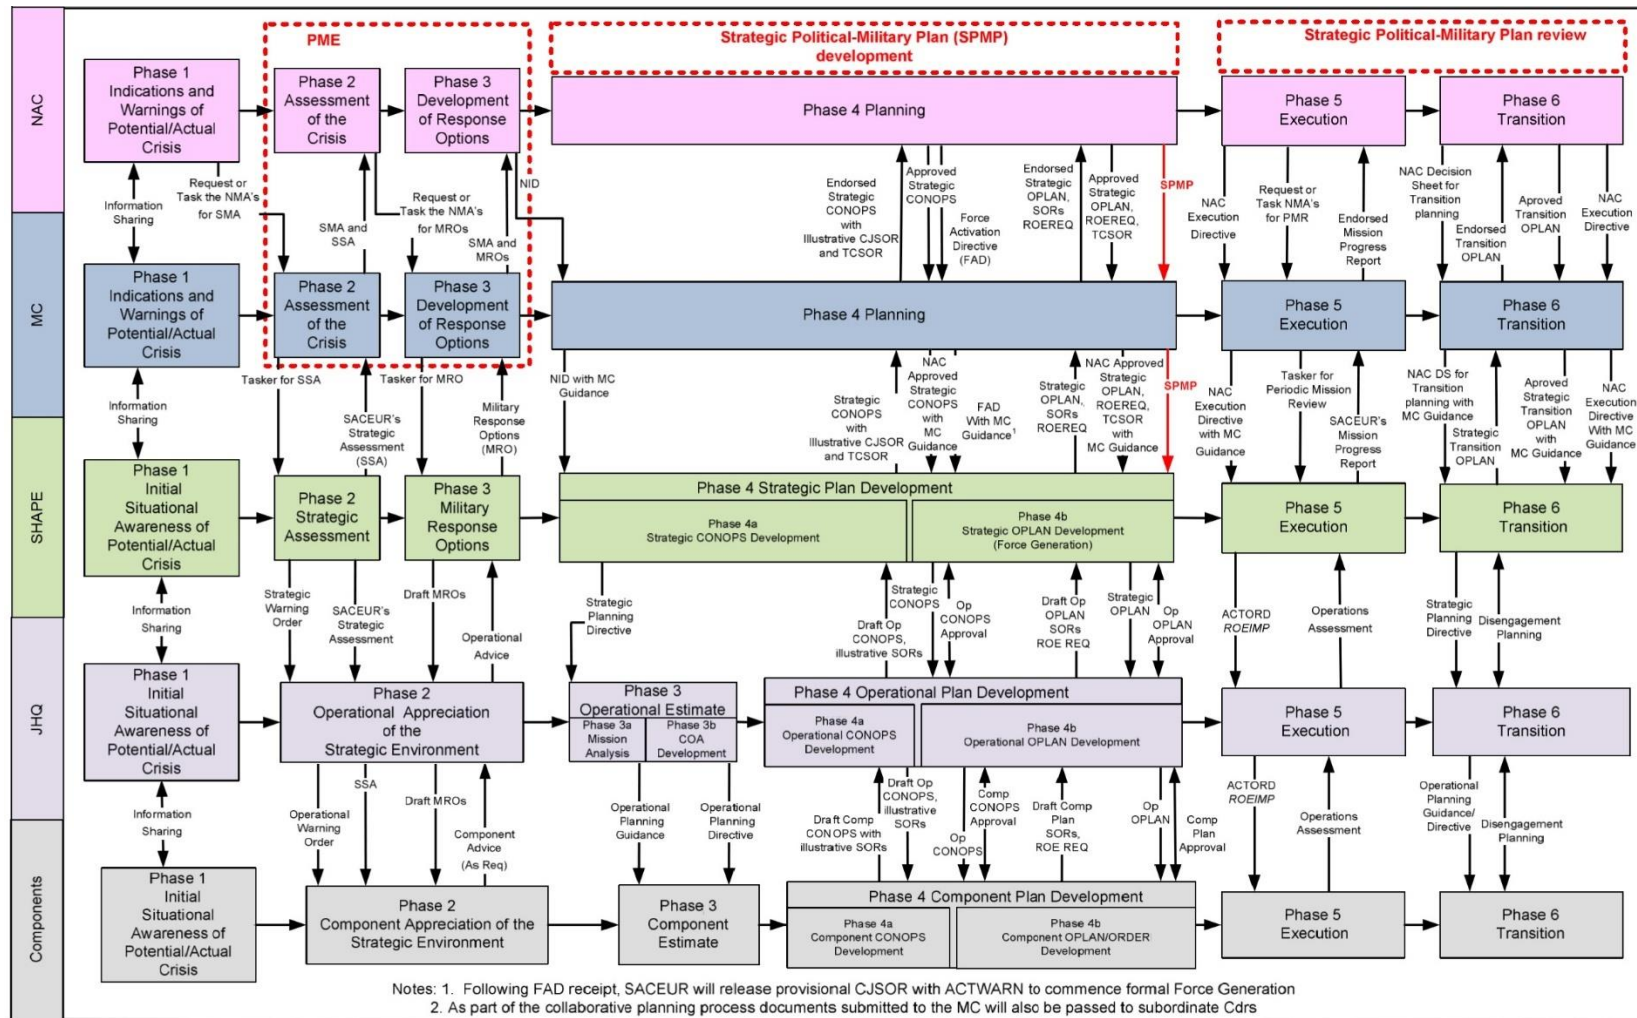 PME
Strategic Political-Military Plan (SPMP)
development
Strategic Political-Military Plan review
NAC
Phase 1
Indications and
Warnings of
Potential/Actual
Crisis
Phase 2
Assessment
of the
Crisis
Phase 3
Development
of Response
Options
Phase 4 Planning
Phase 5
Execution
Phase 6
Transition
Information
Sharing
Request or
Task the NMA's
for SMA
SMA and
SSA
Request or
Task the NMA's
for MROs
SMA and
MROs
NID
Endorsed
Strategic
CONOPS
with
Illustrative CJSOR
and TCSOR
Approved
Strategic
CONOPS
Force
Activation
Directive
(FAD)
Endorsed
Strategic
OPLAN,
SORs
ROEREQ
Approved
Strategic
OPLAN,
ROEREQ,
TCSOR
SPMP
NAC
Execution
Directive
Request or
Task NMA's
for PMR
Endorsed
Mission
Progress
Report
NAC Decision
Sheet for
Transition
planning
Endorsed
Transition
OPLAN
Aproved
Transition
OPLAN
NAC
Execution
Directive
MC
Phase 1
Indications and
Warnings of
Potential/Actual
Crisis
Phase 2
Assessment
of the
Crisis
Phase 3
Development
of Response
Options
Phase 4 Planning
Phase 5
Execution
Phase 6
Transition
Information
Sharing
Tasker for SSA
SACEUR's
Strategic
Assessment
(SSA)
Tasker for MRO
Military
Response
Options
(MRO)
NID with MC
Guidance
Strategic CONOPS
with
Illustrative CJSOR
and TCSOR
NAC
Approved
Strategic
CONOPS
with
MC
Guidance
FAD
With MC
Guidance¹
Strategic
OPLAN,
SORs
ROEREQ
NAC Approved
Strategic
OPLAN,
ROEREQ,
TCSOR
with
MC Guidance
SPMP
NAC
Execution
Directive
with MC
Guidance
Tasker for
Periodic Mission
Review
SACEUR's
Mission
Progress
Report
NAC DS for
Transition
planning with
MC Guidance
Strategic
Transition
OPLAN
Aproved
Strategic
Transition
OPLAN
with
MC Guidance
NAC
Execution
Directive
With MC
Guidance
SHAPE
Phase 1
Initial
Situational
Awareness of
Potential/Actual
Crisis
Phase 2
Strategic
Assessment
Phase 3
Military
Response
Options
Phase 4 Strategic Plan Development
Phase 4a
Strategic CONOPS Development
Phase 4b
Strategic OPLAN Development
(Force Generation)
Phase 5
Execution
Phase 6
Transition
Information
Sharing
Strategic
Warning
Order
SACEUR's
Strategic
Assessment
Draft MROs
Operational
Advice
Strategic
Planning
Directive
Draft Op
CONOPS,
illustrative SORs
Strategic
CONOPS
Op
CONOPS
Approval
Draft Op
OPLAN
SORs
ROE REQ
Strategic
OPLAN
Op
OPLAN
Approval
ACTORD
ROEIMP
Operations
Assessment
Strategic
Planning
Directive
Disengagement
Planning
JHQ
Phase 1
Initial
Situational
Awareness of
Potential/Actual
Crisis
Phase 2
Operational Appreciation
of the
Strategic Environment
Phase 3
Operational Estimate
Phase 3a
Mission
Analysis
Phase 3b
COA
Development
Phase 4 Operational Plan Development
Phase 4a
Operational CONOPS
Development
Phase 4b
Operational OPLAN Development
Phase 5
Execution
Phase 6
Transition
Information
Sharing
Operational
Warning
Order
SSA
Draft MROs
Component
Advice
(As Req)
Operational
Planning
Guidance
Operational
Planning
Directive
Draft Comp
CONOPS with
illustrative SORs
Draft Op
CONOPS,
illustrative
SORs
Op
CONOPS
Comp
CONOPS
Approval
Draft Comp
Plan
SORs,
ROE REQ
Op
OPLAN
Comp
Plan
Approval
ACTORD
ROEIMP
Operations
Assessment
Operational
Planning
Guidance/
Directive
Disengagement
Planning
Components
Phase 1
Initial
Situational
Awareness of
Potential/Actual
Crisis
Phase 2
Component Appreciation of the
Strategic Environment
Phase 3
Component
Estimate
Phase 4 Component Plan Development
Phase 4a
Component CONOPS
Development
Phase 4b
Component OPLAN/ORDER
Development
Phase 5
Execution
Phase 6
Transition
Notes: 1. Following FAD receipt, SACEUR will release provisional CJSOR with ACTWARN to commence formal Force Generation
2. As part of the collaborative planning process documents submitted to the MC will also be passed to subordinate Cdrs